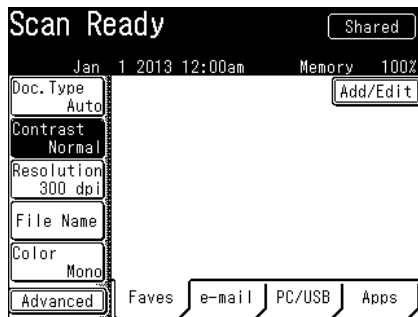 Scan Ready
Shared
Jan 1 2013 12:00am Memory 100%
Doc.Type
Auto
Add/Edit
Contrast
Normal
Resolution
300 dpi
File Name
Color
Mono
Advanced
Faves
e-mail
PC/USB
Apps